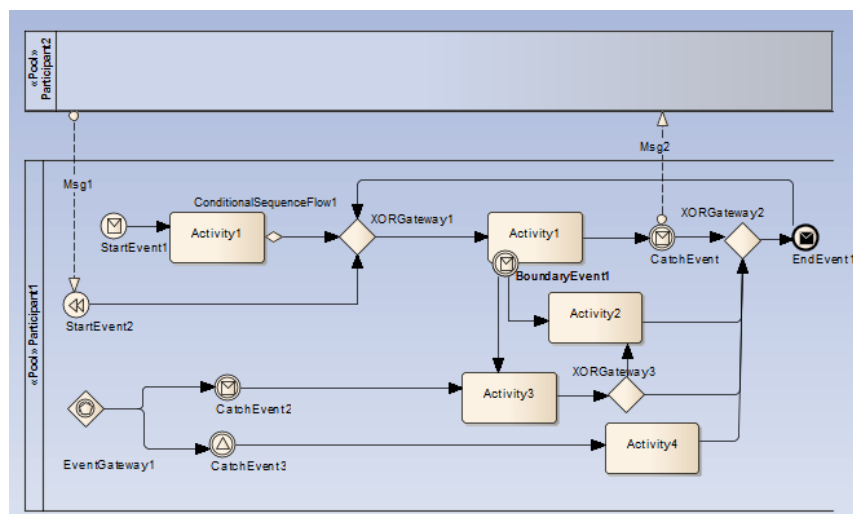 «Pool»
Participant2
Msg1
Msg2
ConditionalSequenceFlow1
XORGateway1
XORGateway2
Activity1
Activity1
StartEvent1
CatchEvent
EndEvent1
BoundaryEvent1
«Pool» Participant1
StartEvent2
Activity2
XORGateway3
Activity3
CatchEvent2
Activity4
EventGateway1
CatchEvent3